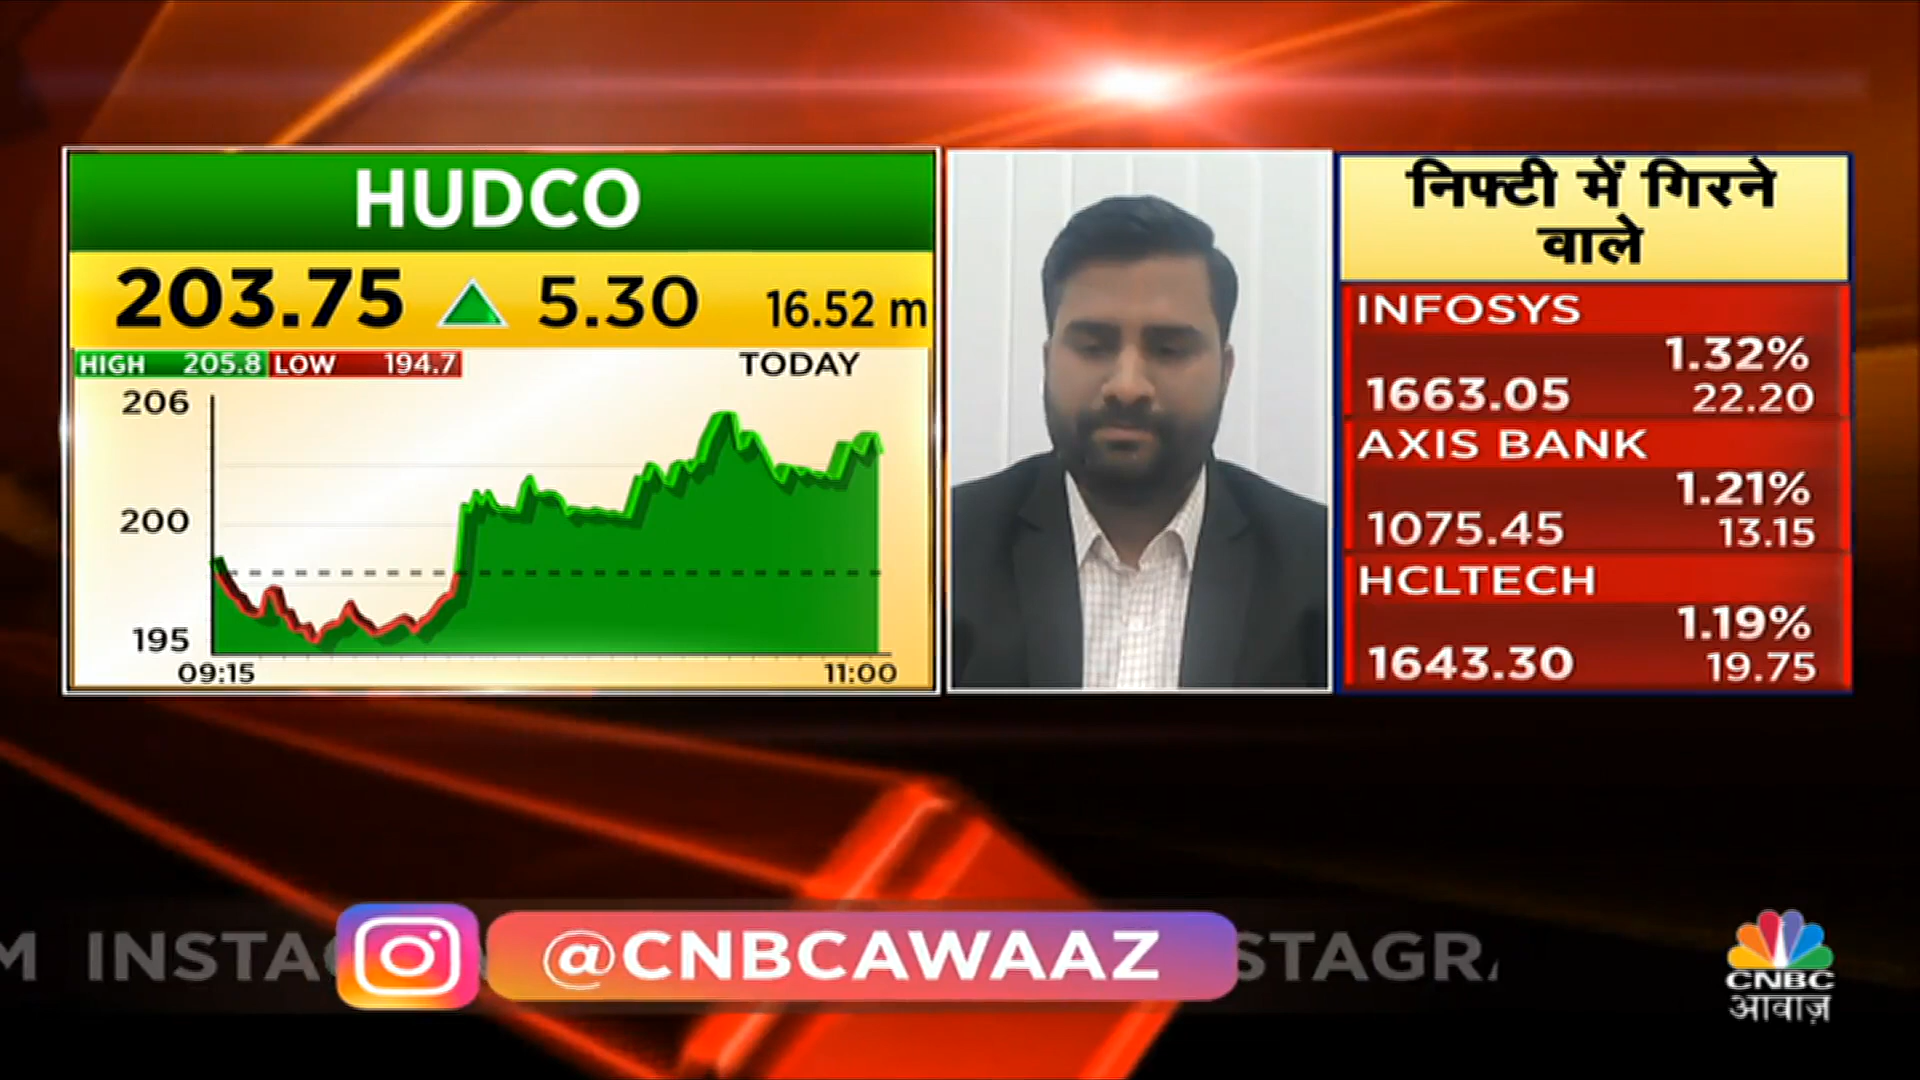 HUDCO
203.75 5.30 16.52 m
HIGH 205.8 LOW 194.7 TODAY
206
200
195
09:15 11:00
निफ्टी में गिरने
वाले
INFOSYS
1.32%
1663.05 22.20
AXIS BANK
1.21%
1075.45 13.15
HCLTECH
1.19%
1643.30 19.75
M INSTAG @CNBCAWAAZ STAGRA
CNBC
आवाज़